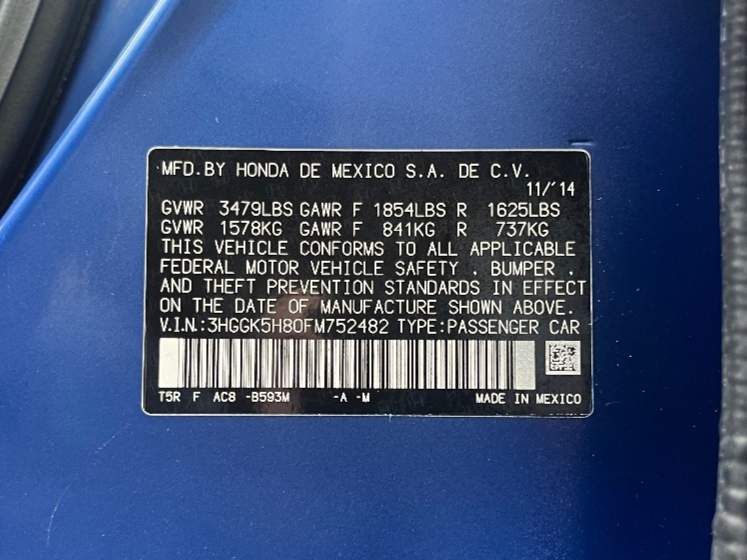 MFD.BY HONDA DE MEXICO S.A. DE C.V.
11/'14
GVWR 3479LBS GAWR F 1854LBS R 1625LBS
GVWR 1578KG GAWR F 841KG R 737KG
THIS VEHICLE CONFORMS TO ALL APPLICABLE
FEDERAL MOTOR VEHICLE SAFETY . BUMPER .
AND THEFT PREVENTION STANDARDS IN EFFECT
ON THE DATE OF MANUFACTURE SHOWN ABOVE.
V.I.N:3HGGK5H80FM752482 TYPE:PASSENGER CAR
T5R F AC8 -B593M -A -M MADE IN MEXICO